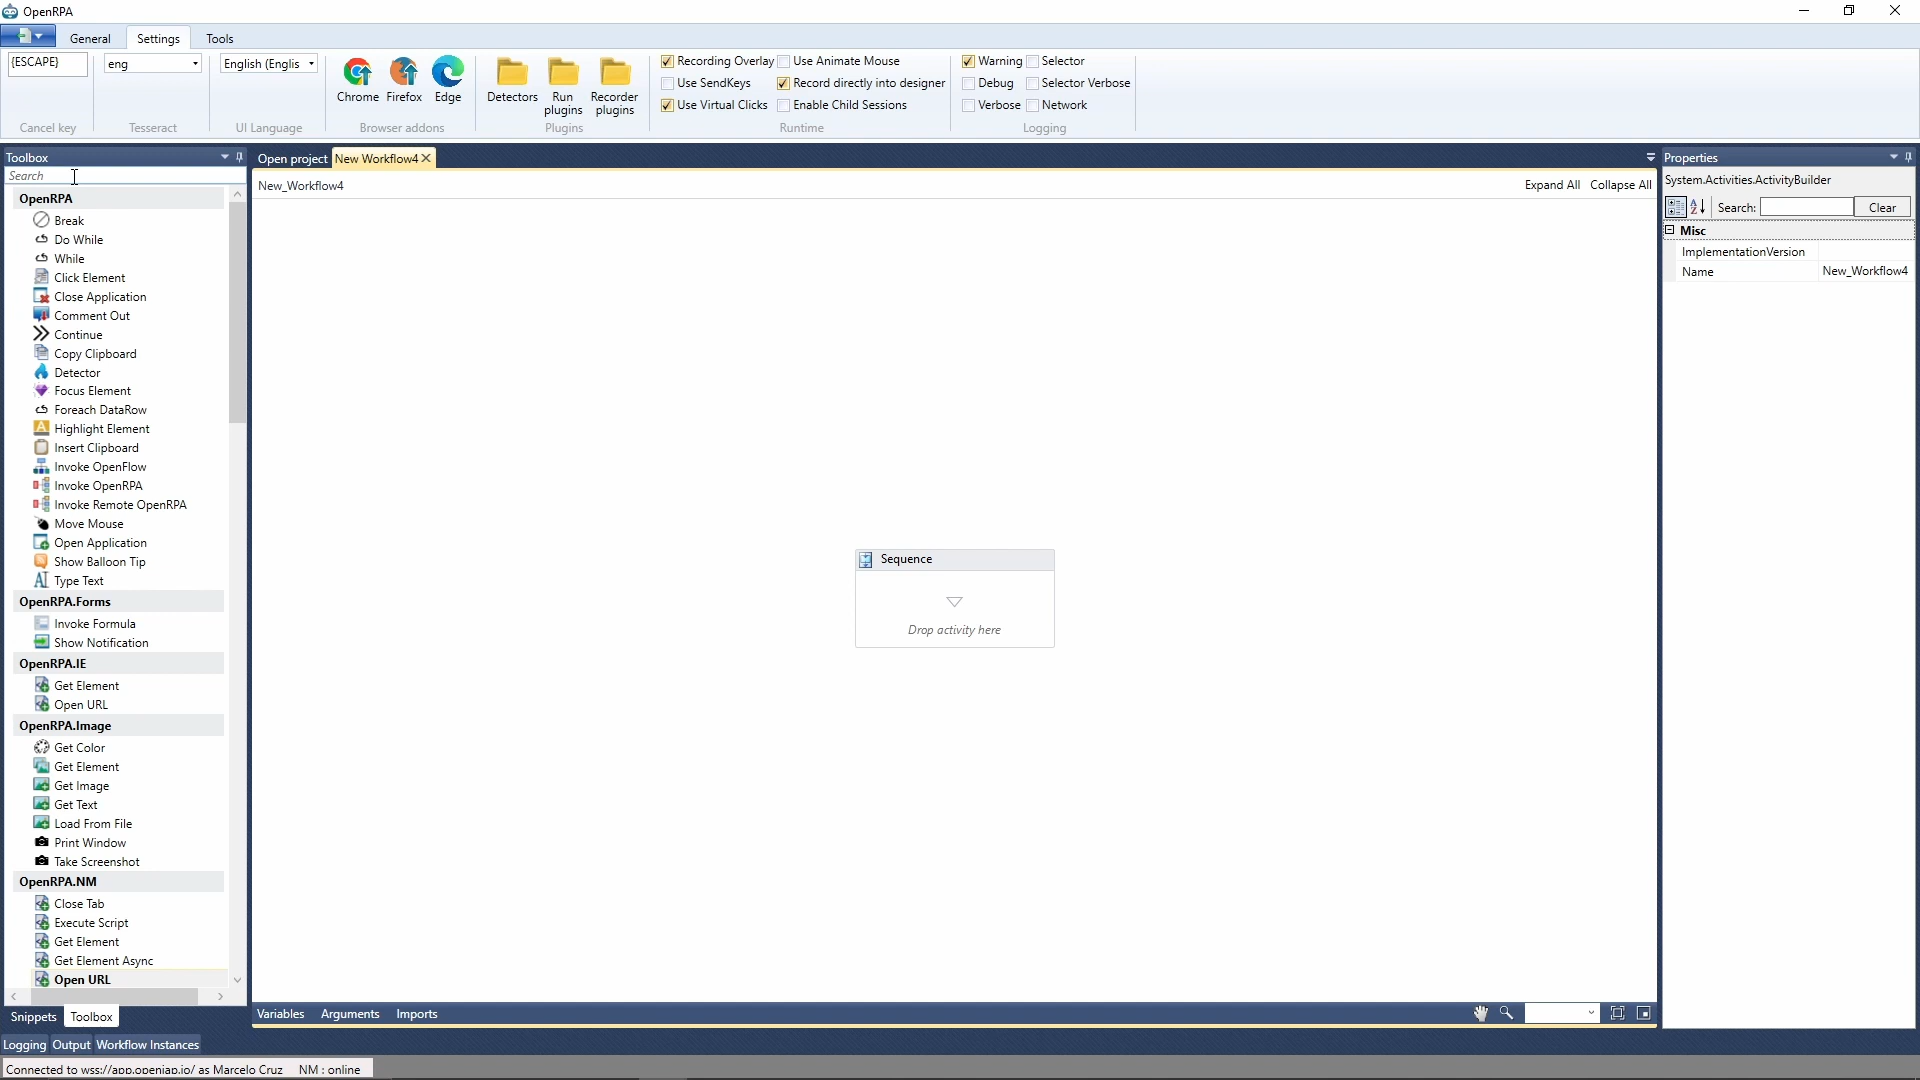 OpenRPA
General Settings Tools
{ESCAPE} eng English (Englis
Chrome Firefox Edge
Detectors Run plugins Recorder plugins
Recording Overlay Use Animate Mouse
Use SendKeys Record directly into designer
Use Virtual Clicks Enable Child Sessions
Warning Selector
Debug Selector Verbose
Verbose Network
Cancel key Tesseract UI Language Browser addons Plugins Runtime Logging
Toolbox
Search
OpenRPA
Break
Do While
While
Click Element
Close Application
Comment Out
Continue
Copy Clipboard
Detector
Focus Element
Foreach DataRow
Highlight Element
Insert Clipboard
Invoke OpenFlow
Invoke OpenRPA
Invoke Remote OpenRPA
Move Mouse
Open Application
Show Balloon Tip
Type Text
OpenRPA.Forms
Invoke Formula
Show Notification
OpenRPA.IE
Get Element
Open URL
OpenRPA.Image
Get Color
Get Element
Get Image
Get Text
Load From File
Print Window
Take Screenshot
OpenRPA.NM
Close Tab
Execute Script
Get Element
Get Element Async
Open URL
Snippets Toolbox
Open project New Workflow4
New_Workflow4 Expand All Collapse All
Sequence
Drop activity here
Variables Arguments Imports
Properties
System.Activities.ActivityBuilder
Search: Clear
Misc
ImplementationVersion
Name New_Workflow4
Logging Output Workflow Instances
Connected to wss://app.openiap.io/ as Marcelo Cruz NM : online